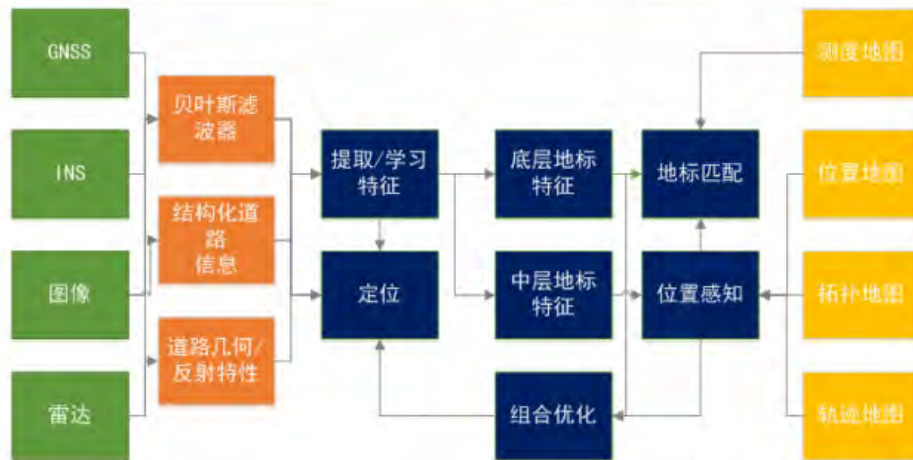 GNSS
INS
图像
雷达
贝叶斯滤
波器
结构化道
路
信息
道路几何/
反射特性
提取/学习
特征
定位
底层地标
特征
中层地标
特征
组合优化
地标匹配
位置感知
测度地图
位置地图
拓扑地图
轨迹地图